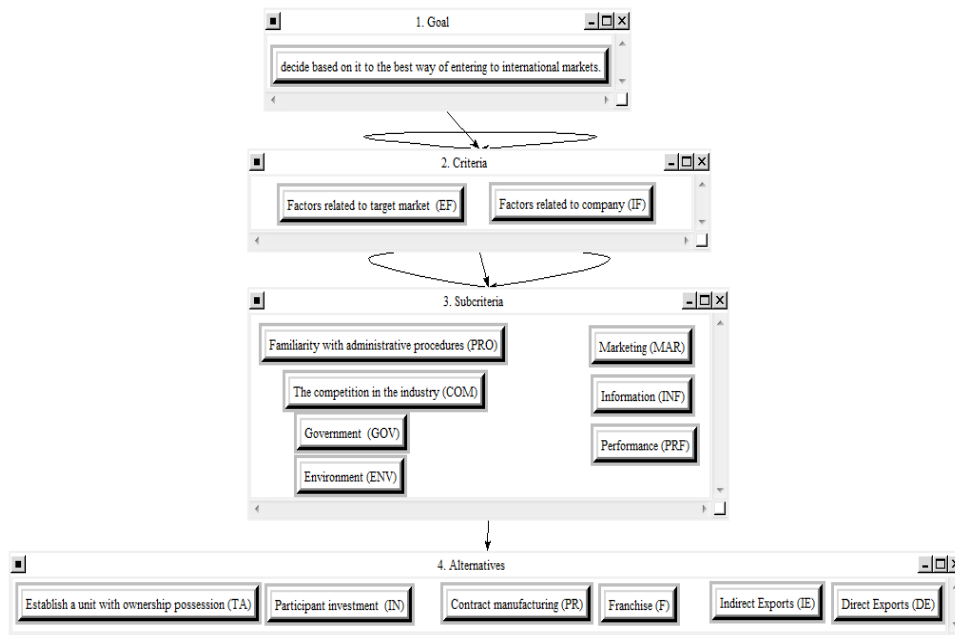 1. Goal
decide based on it to the best way of entering to international markets.
2. Criteria
Factors related to target market (EF)
Factors related to company (IF)
3. Subcriteria
Familiarity with administrative procedures (PRO)
Marketing (MAR)
The competition in the industry (COM)
Information (INF)
Government (GOV)
Performance (PRF)
Environment (ENV)
4. Alternatives
Establish a unit with ownership possession (TA)
Participant investment (IN)
Contract manufacturing (PR)
Franchise (F)
Indirect Exports (IE)
Direct Exports (DE)